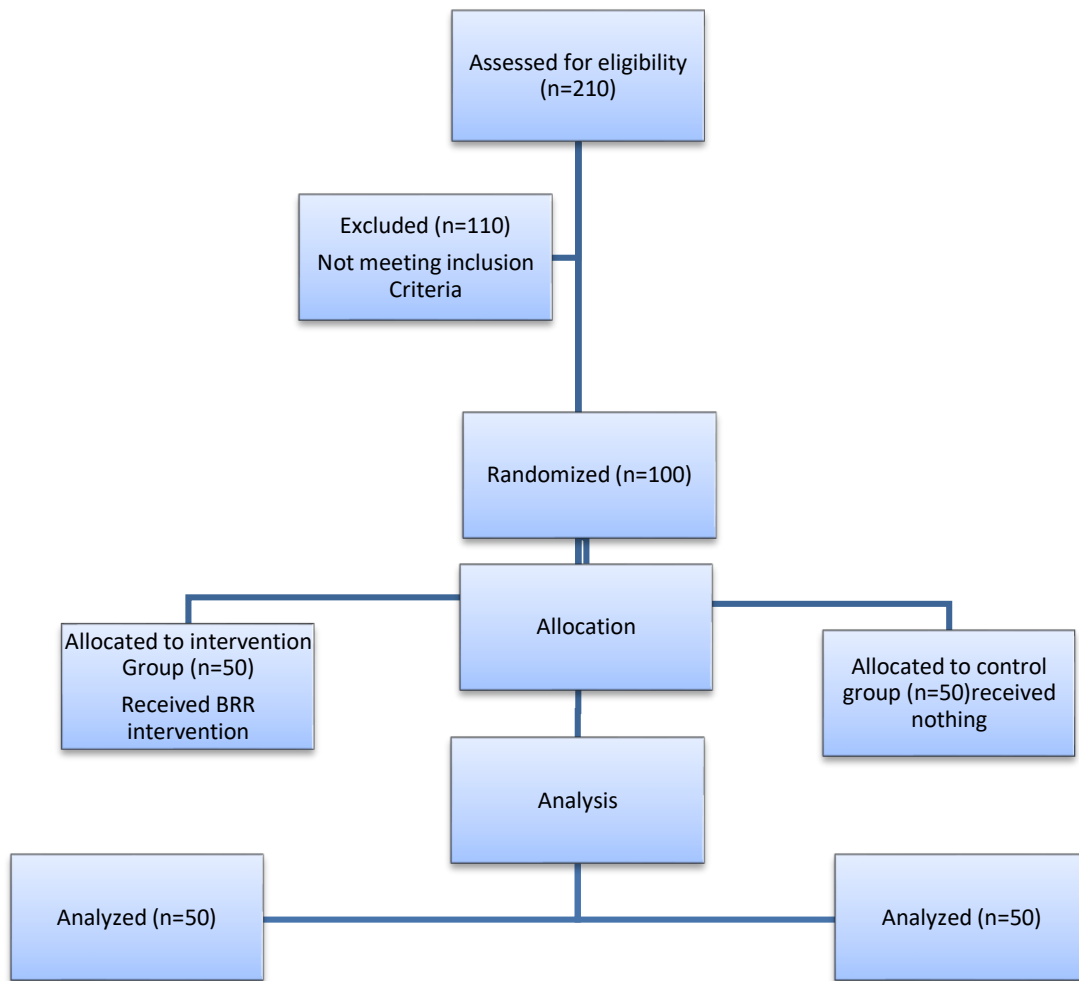 Assessed for eligibility
(n=210)
Excluded (n=110)
Not meeting inclusion
Criteria
Randomized (n=100)
Allocation
Allocated to intervention
Group (n=50)
Received BRR
intervention
Allocated to control
group (n=50)received
nothing
Analysis
Analyzed (n=50)
Analyzed (n=50)